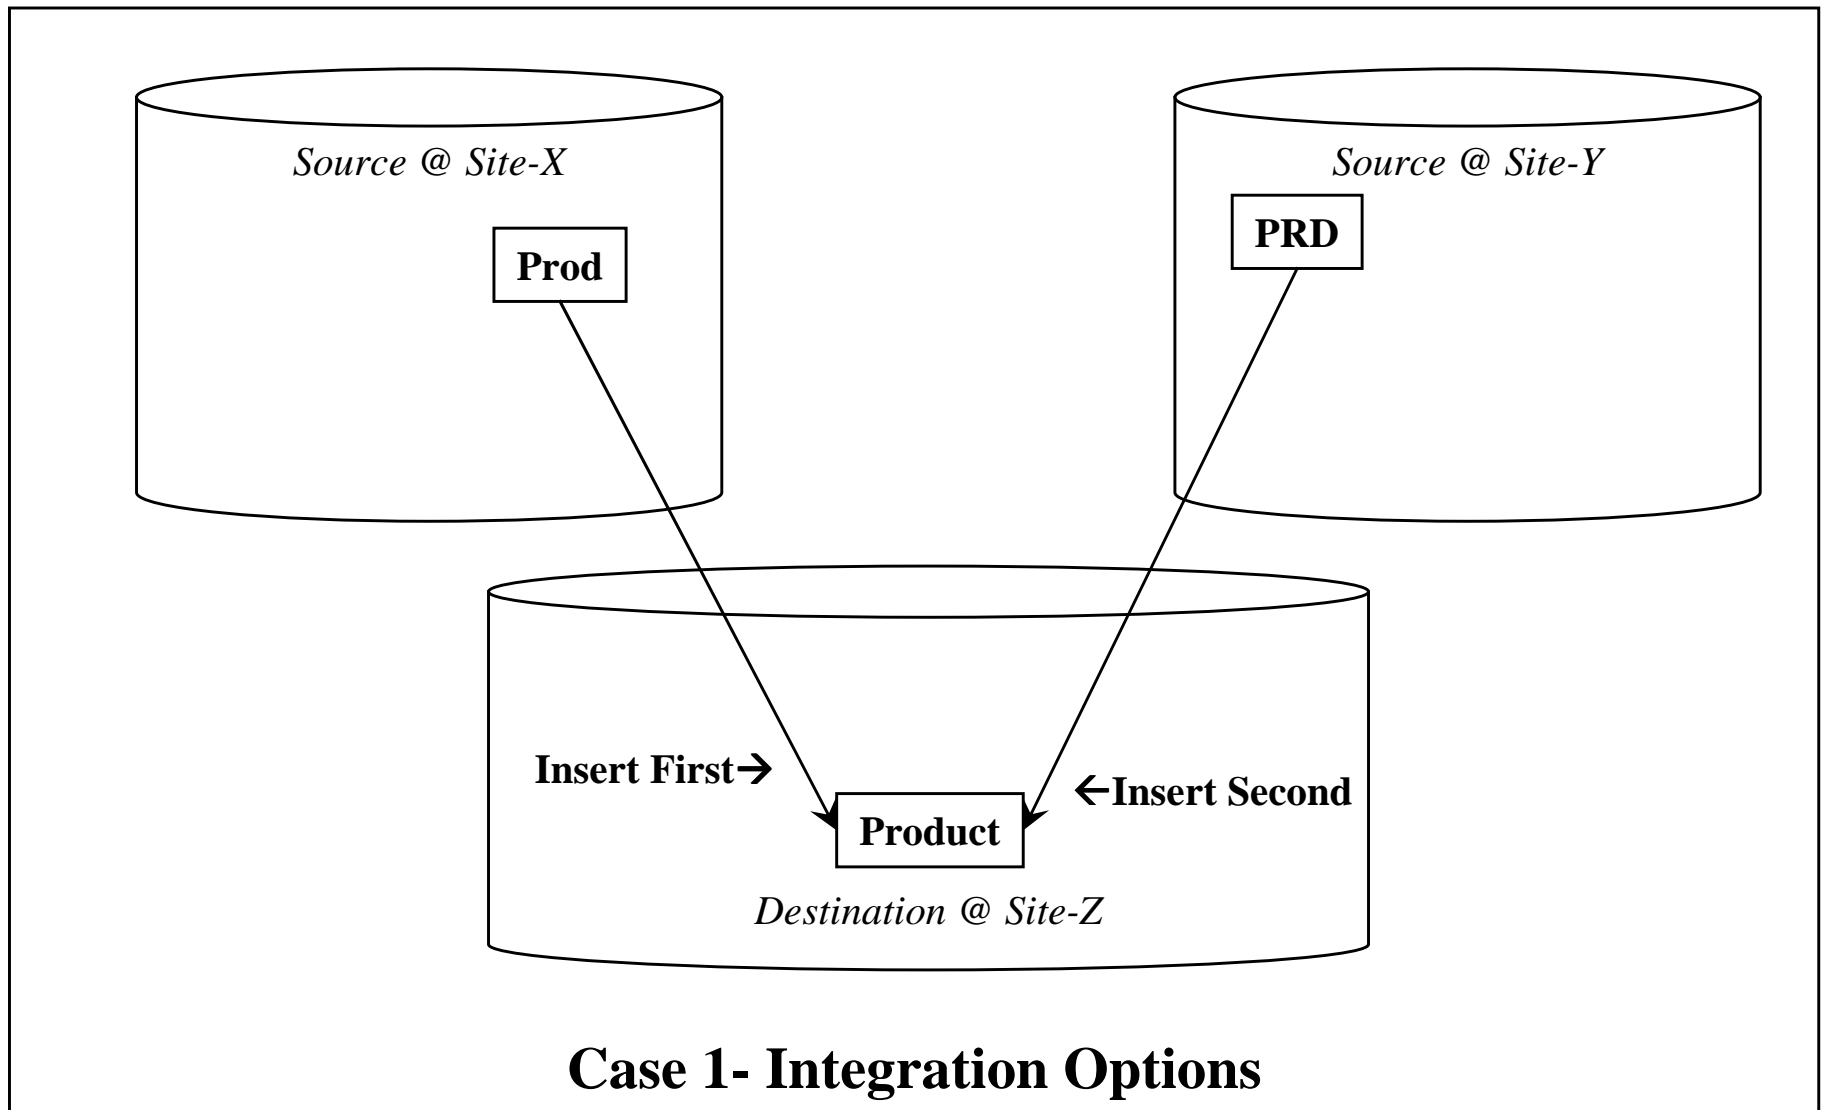 Source @ Site-X
Source @ Site-Y
Prod
PRD
Insert First→
←Insert Second
Product
Destination @ Site-Z
Case 1- Integration Options